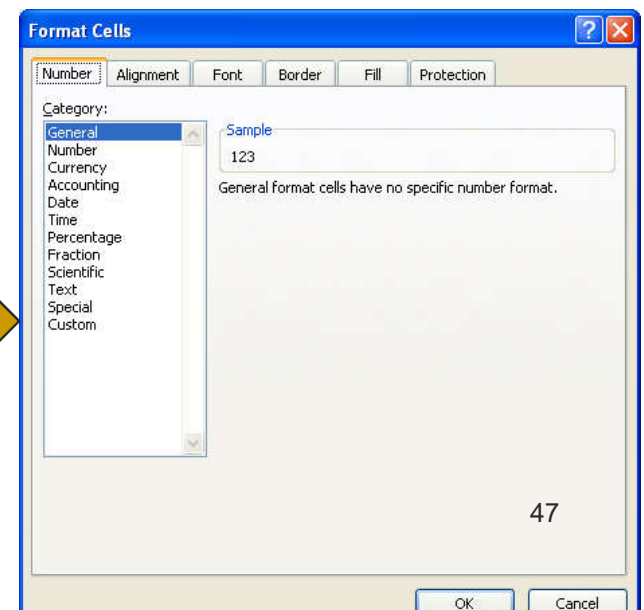 Format Cells
Number Alignment Font Border Fill Protection
Category:
General
Number
Currency
Accounting
Date
Time
Percentage
Fraction
Scientific
Text
Special
Custom
Sample
123
General format cells have no specific number format.
47
OK Cancel